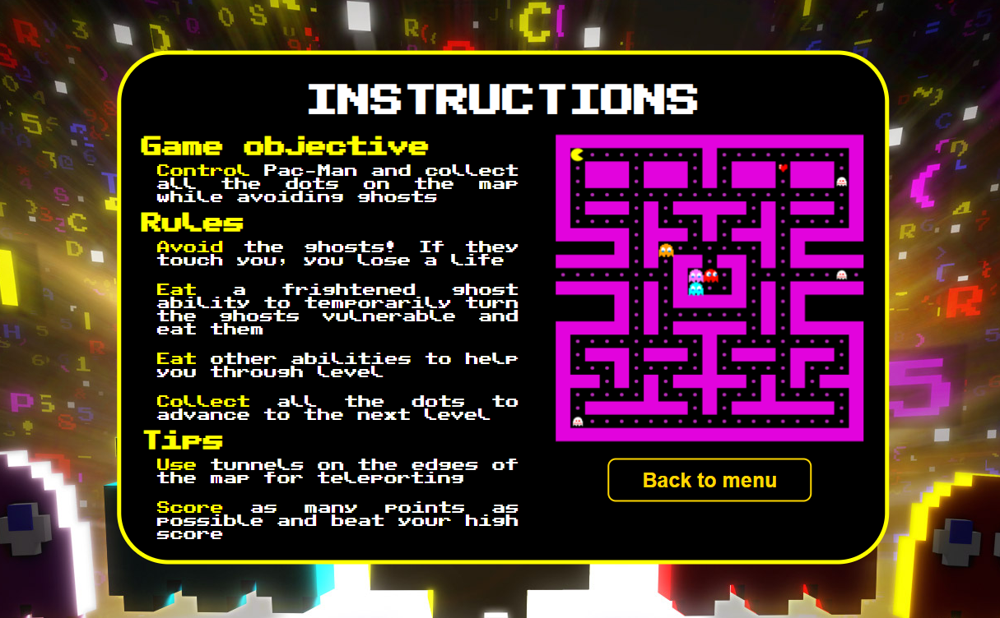 INSTRUCTIONS
Game objective
Control Pac-Man and collect
all the dots on the map
while avoiding ghosts
Rules
Avoid the ghosts! If they
touch you, you lose a life
Eat a frightened ghost
ability to temporarily turn
the ghosts vulnerable and
eat them
Eat other abilities to help
you through level
Collect all the dots to
advance to the next level
Tips
Use tunnels on the edges of
the map for teleporting
Score as many points as
possible and beat your high
score
Back to menu